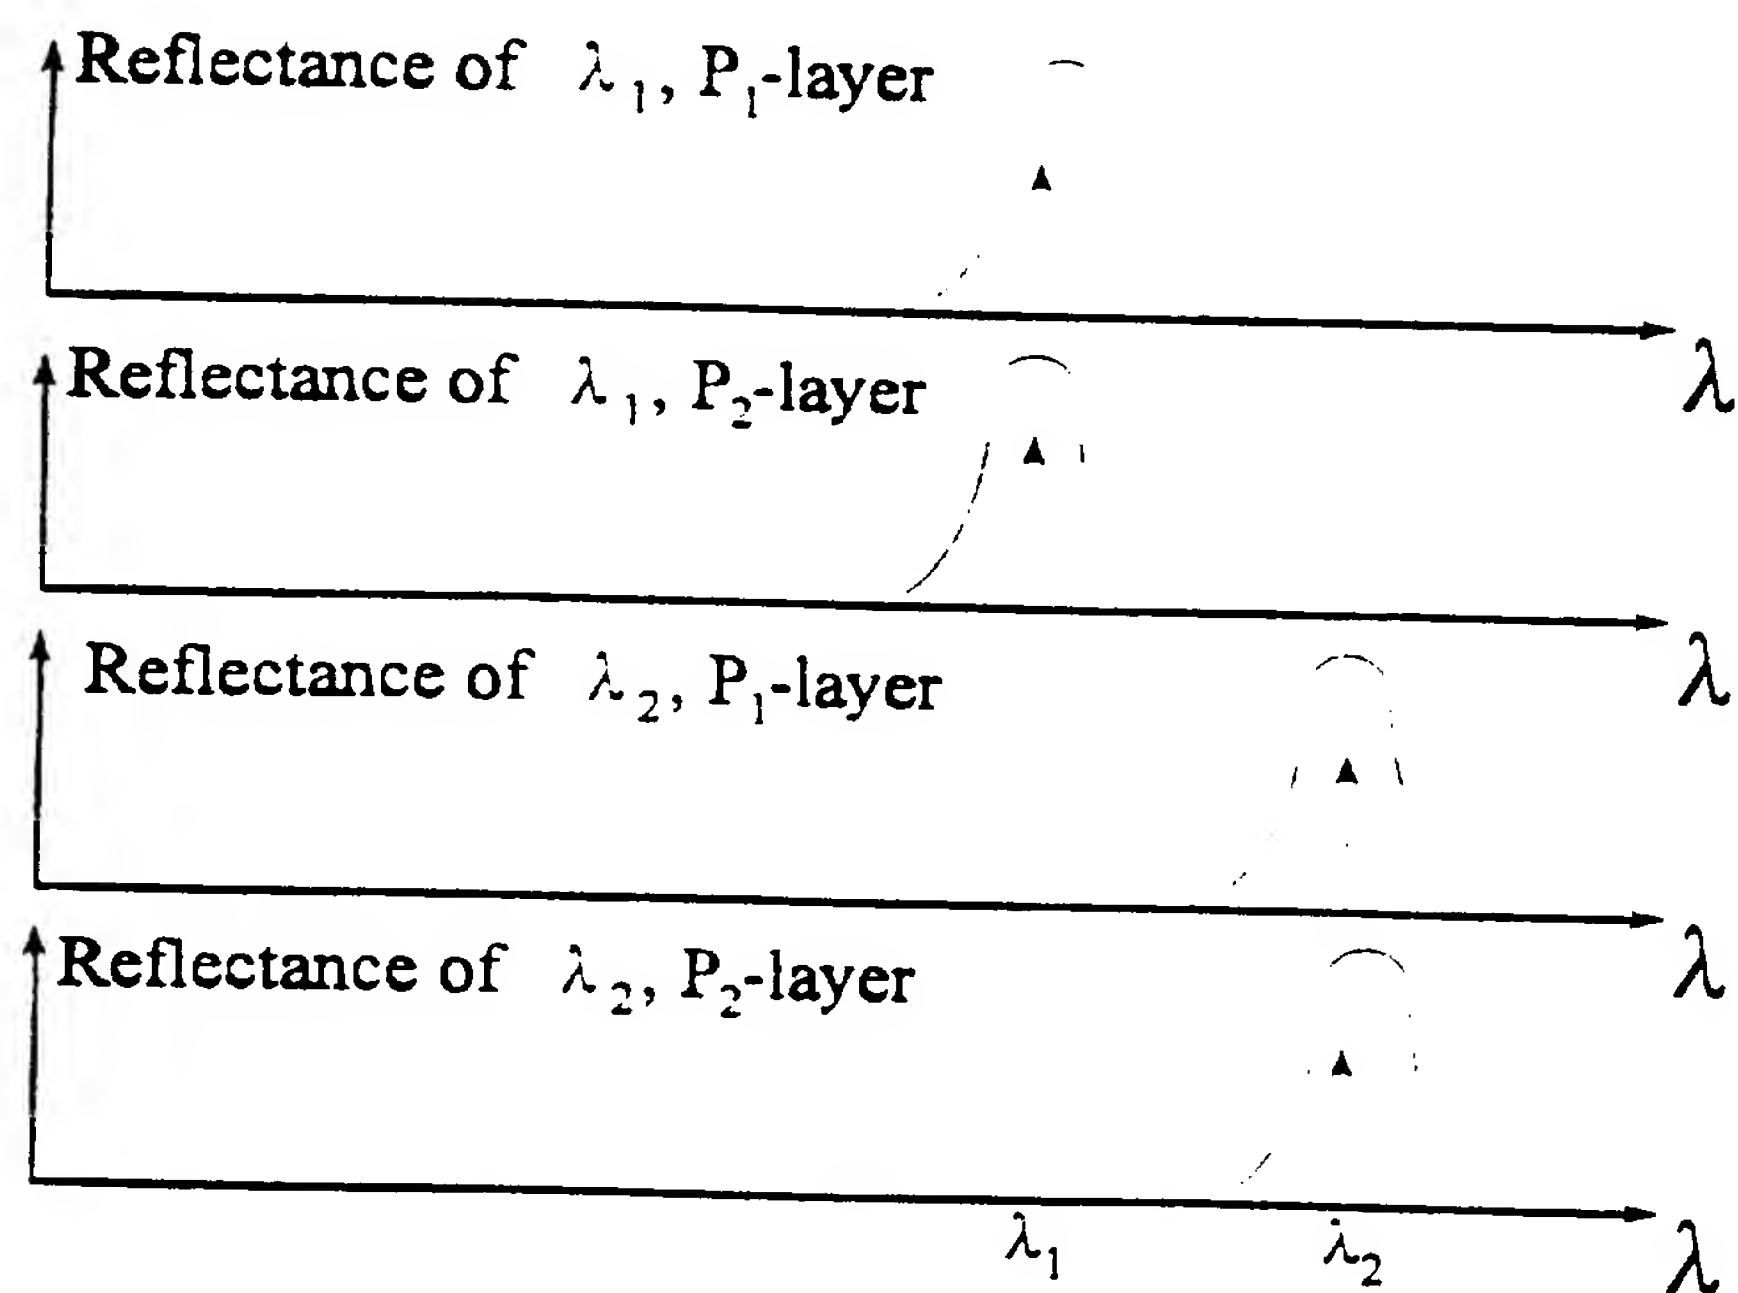 Reflectance of λ₁, P₁-layer
λ
Reflectance of λ₁, P₂-layer
λ
Reflectance of λ₂, P₁-layer
λ
Reflectance of λ₂, P₂-layer
λ₁ λ₂ λ